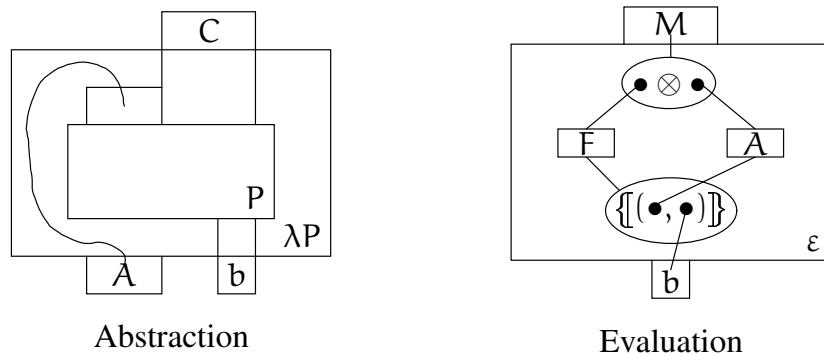 C
P
λP
A
b
Abstraction
M
⊗
F
A
{[(•,•)]}
ε
b
Evaluation